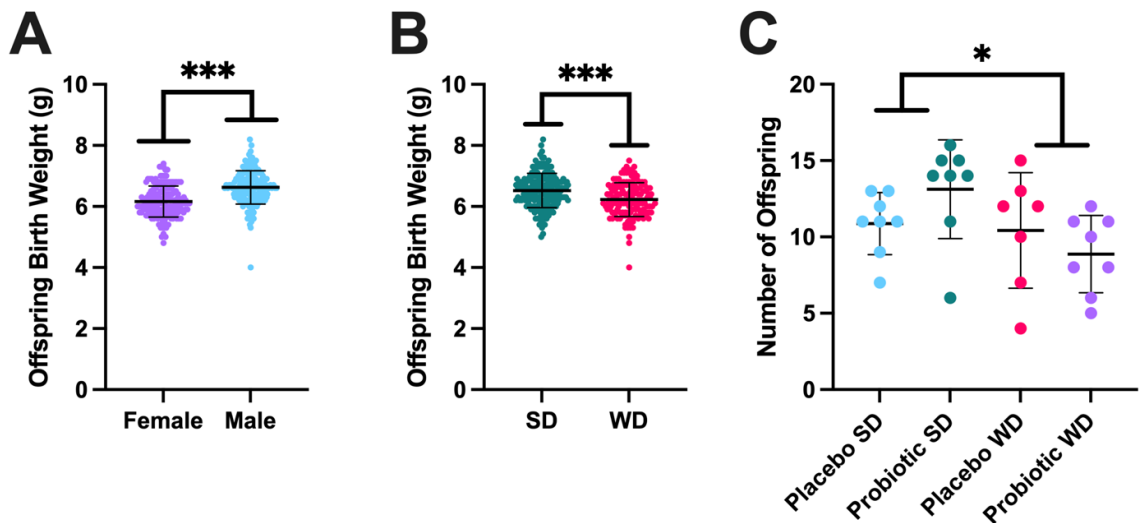 A
Offspring Birth Weight (g)
10
8
6
4
2
0
***
Female
Male
B
Offspring Birth Weight (g)
10
8
6
4
2
0
***
SD
WD
C
Number of Offspring
20
15
10
5
0
*
Placebo SD
Probiotic SD
Placebo WD
Probiotic WD